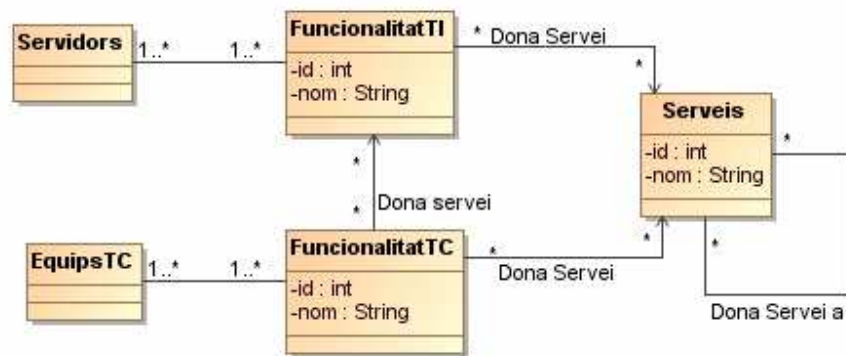 Servidors
1..*
1..*
FuncionalitatTI
-id : int
-nom : String
*
Dona Servei
*
Serveis
-id : int
-nom : String
*
*
Dona Servei a
*
*
Dona servei
EquipsTC
1..*
1..*
FuncionalitatTC
-id : int
-nom : String
*
Dona Servei
*